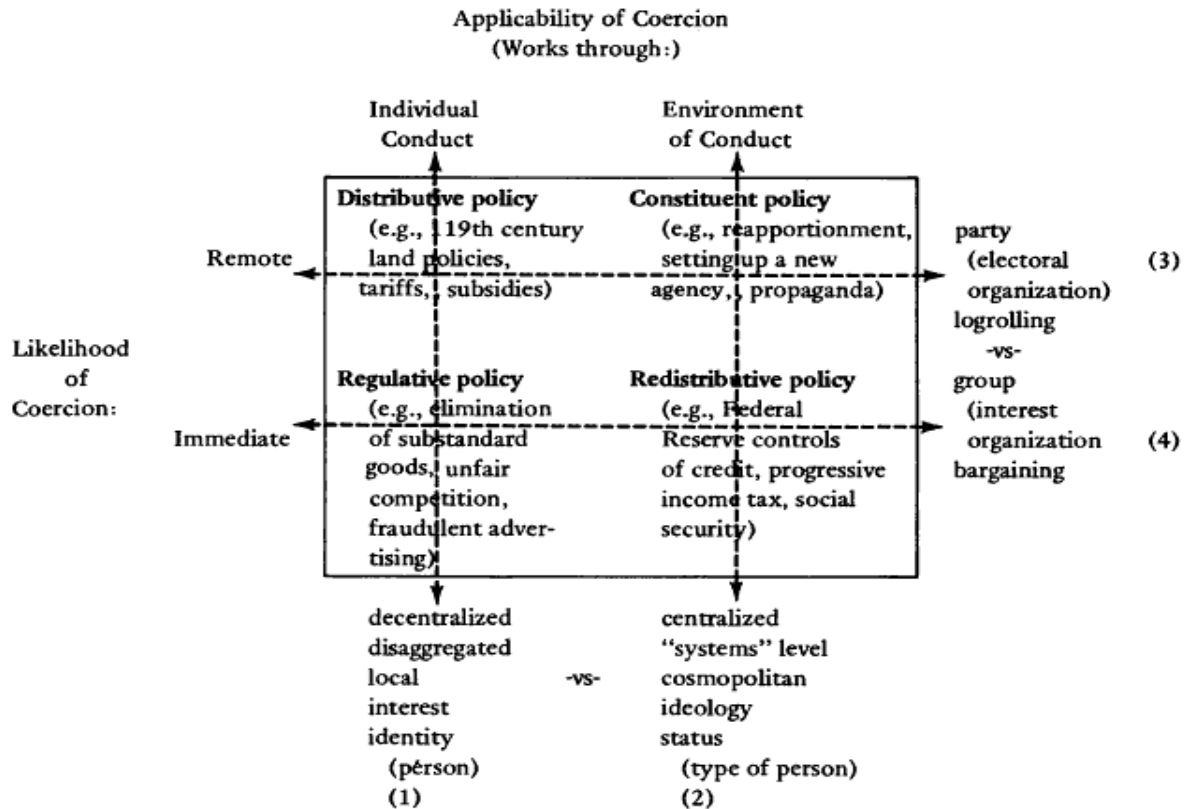 Applicability of Coercion
(Works through:)
Individual
Conduct
Environment
of Conduct
Distributive policy
(e.g., 119th century
land policies,
tariffs, subsidies)
Constituent policy
(e.g., reapportionment,
setting up a new
agency, propaganda)
Remote
party
(electoral
organization)
logrolling
-vs-
group
(interest
organization
bargaining
(3)
(4)
Likelihood
of
Coercion:
Regulative policy
(e.g., elimination
of substandard
goods, unfair
competition,
fraudulent adver-
tising)
Redistributive policy
(e.g., Federal
Reserve controls
of credit, progressive
income tax, social
security)
Immediate
decentralized
disaggregated
local
interest
identity
(person)
(1)
-vs-
centralized
"systems" level
cosmopolitan
ideology
status
(type of person)
(2)